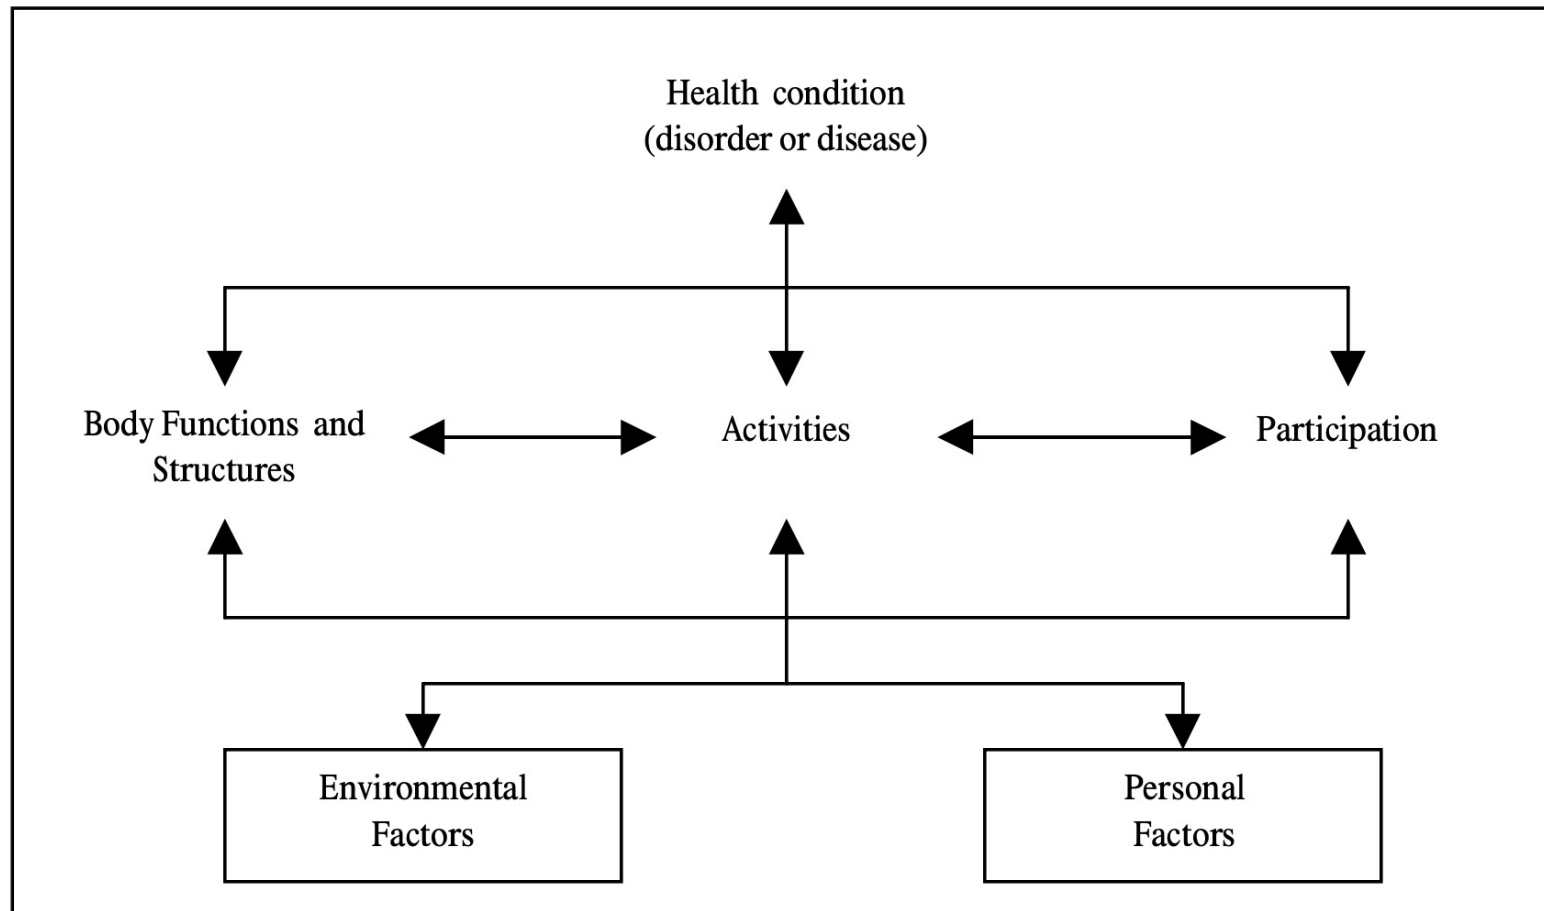 Health condition
(disorder or disease)
Body Functions and
Structures
Activities
Participation
Environmental
Factors
Personal
Factors